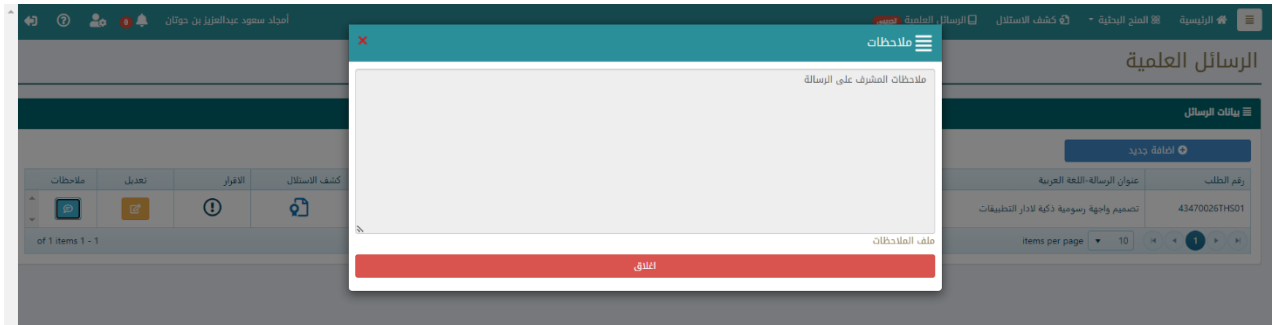 الرئيسية
المنح البحثية
كشف الاستلال
الرسائل العلمية
أمجاد سعود عبدالعزيز بن حوتان
0
ملاحظات
الرسائل العلمية
ملاحظات المشرف على الرسالة
بيانات الرسائل
اضافة جديد
رقم الطلب
عنوان الرسالة-اللغة العربية
كشف الاستلال
الاقرار
تعديل
ملاحظات
43470026THS01
تصميم واجهة رسومية ذكية لادار التطبيقات
1
10
items per page
1 - 1 of 1 items
ملف الملاحظات
اغلاق